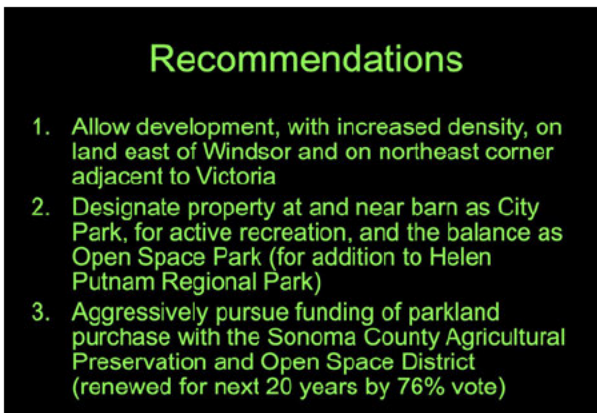 Recommendations
1. Allow development, with increased density, on
land east of Windsor and on northeast corner
adjacent to Victoria
2. Designate property at and near barn as City
Park, for active recreation, and the balance as
Open Space Park (for addition to Helen
Putnam Regional Park)
3. Aggressively pursue funding of parkland
purchase with the Sonoma County Agricultural
Preservation and Open Space District
(renewed for next 20 years by 76% vote)